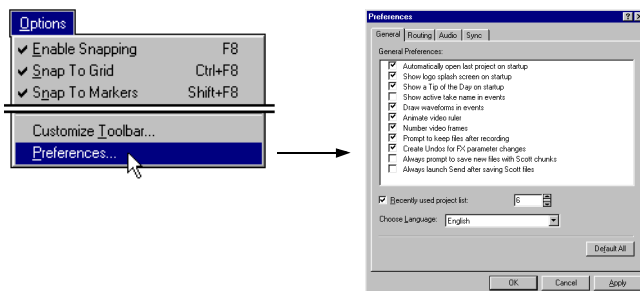 Options
Enable Snapping F8
Snap To Grid Ctrl+F8
Snap To Markers Shift+F8
Customize Toolbar...
Preferences...
Preferences
General Routing Audio Sync
General Preferences:
Automatically open last project on startup
Show logo splash screen on startup
Show a Tip of the Day on startup
Show active take name in events
Draw waveforms in events
Animate video ruler
Number video frames
Prompt to keep files after recording
Create Undos for FX parameter changes
Always prompt to save new files with Scott chunks
Always launch Send after saving Scott files
Recently used project list: 6
Choose Language: English
Default All
OK Cancel Apply